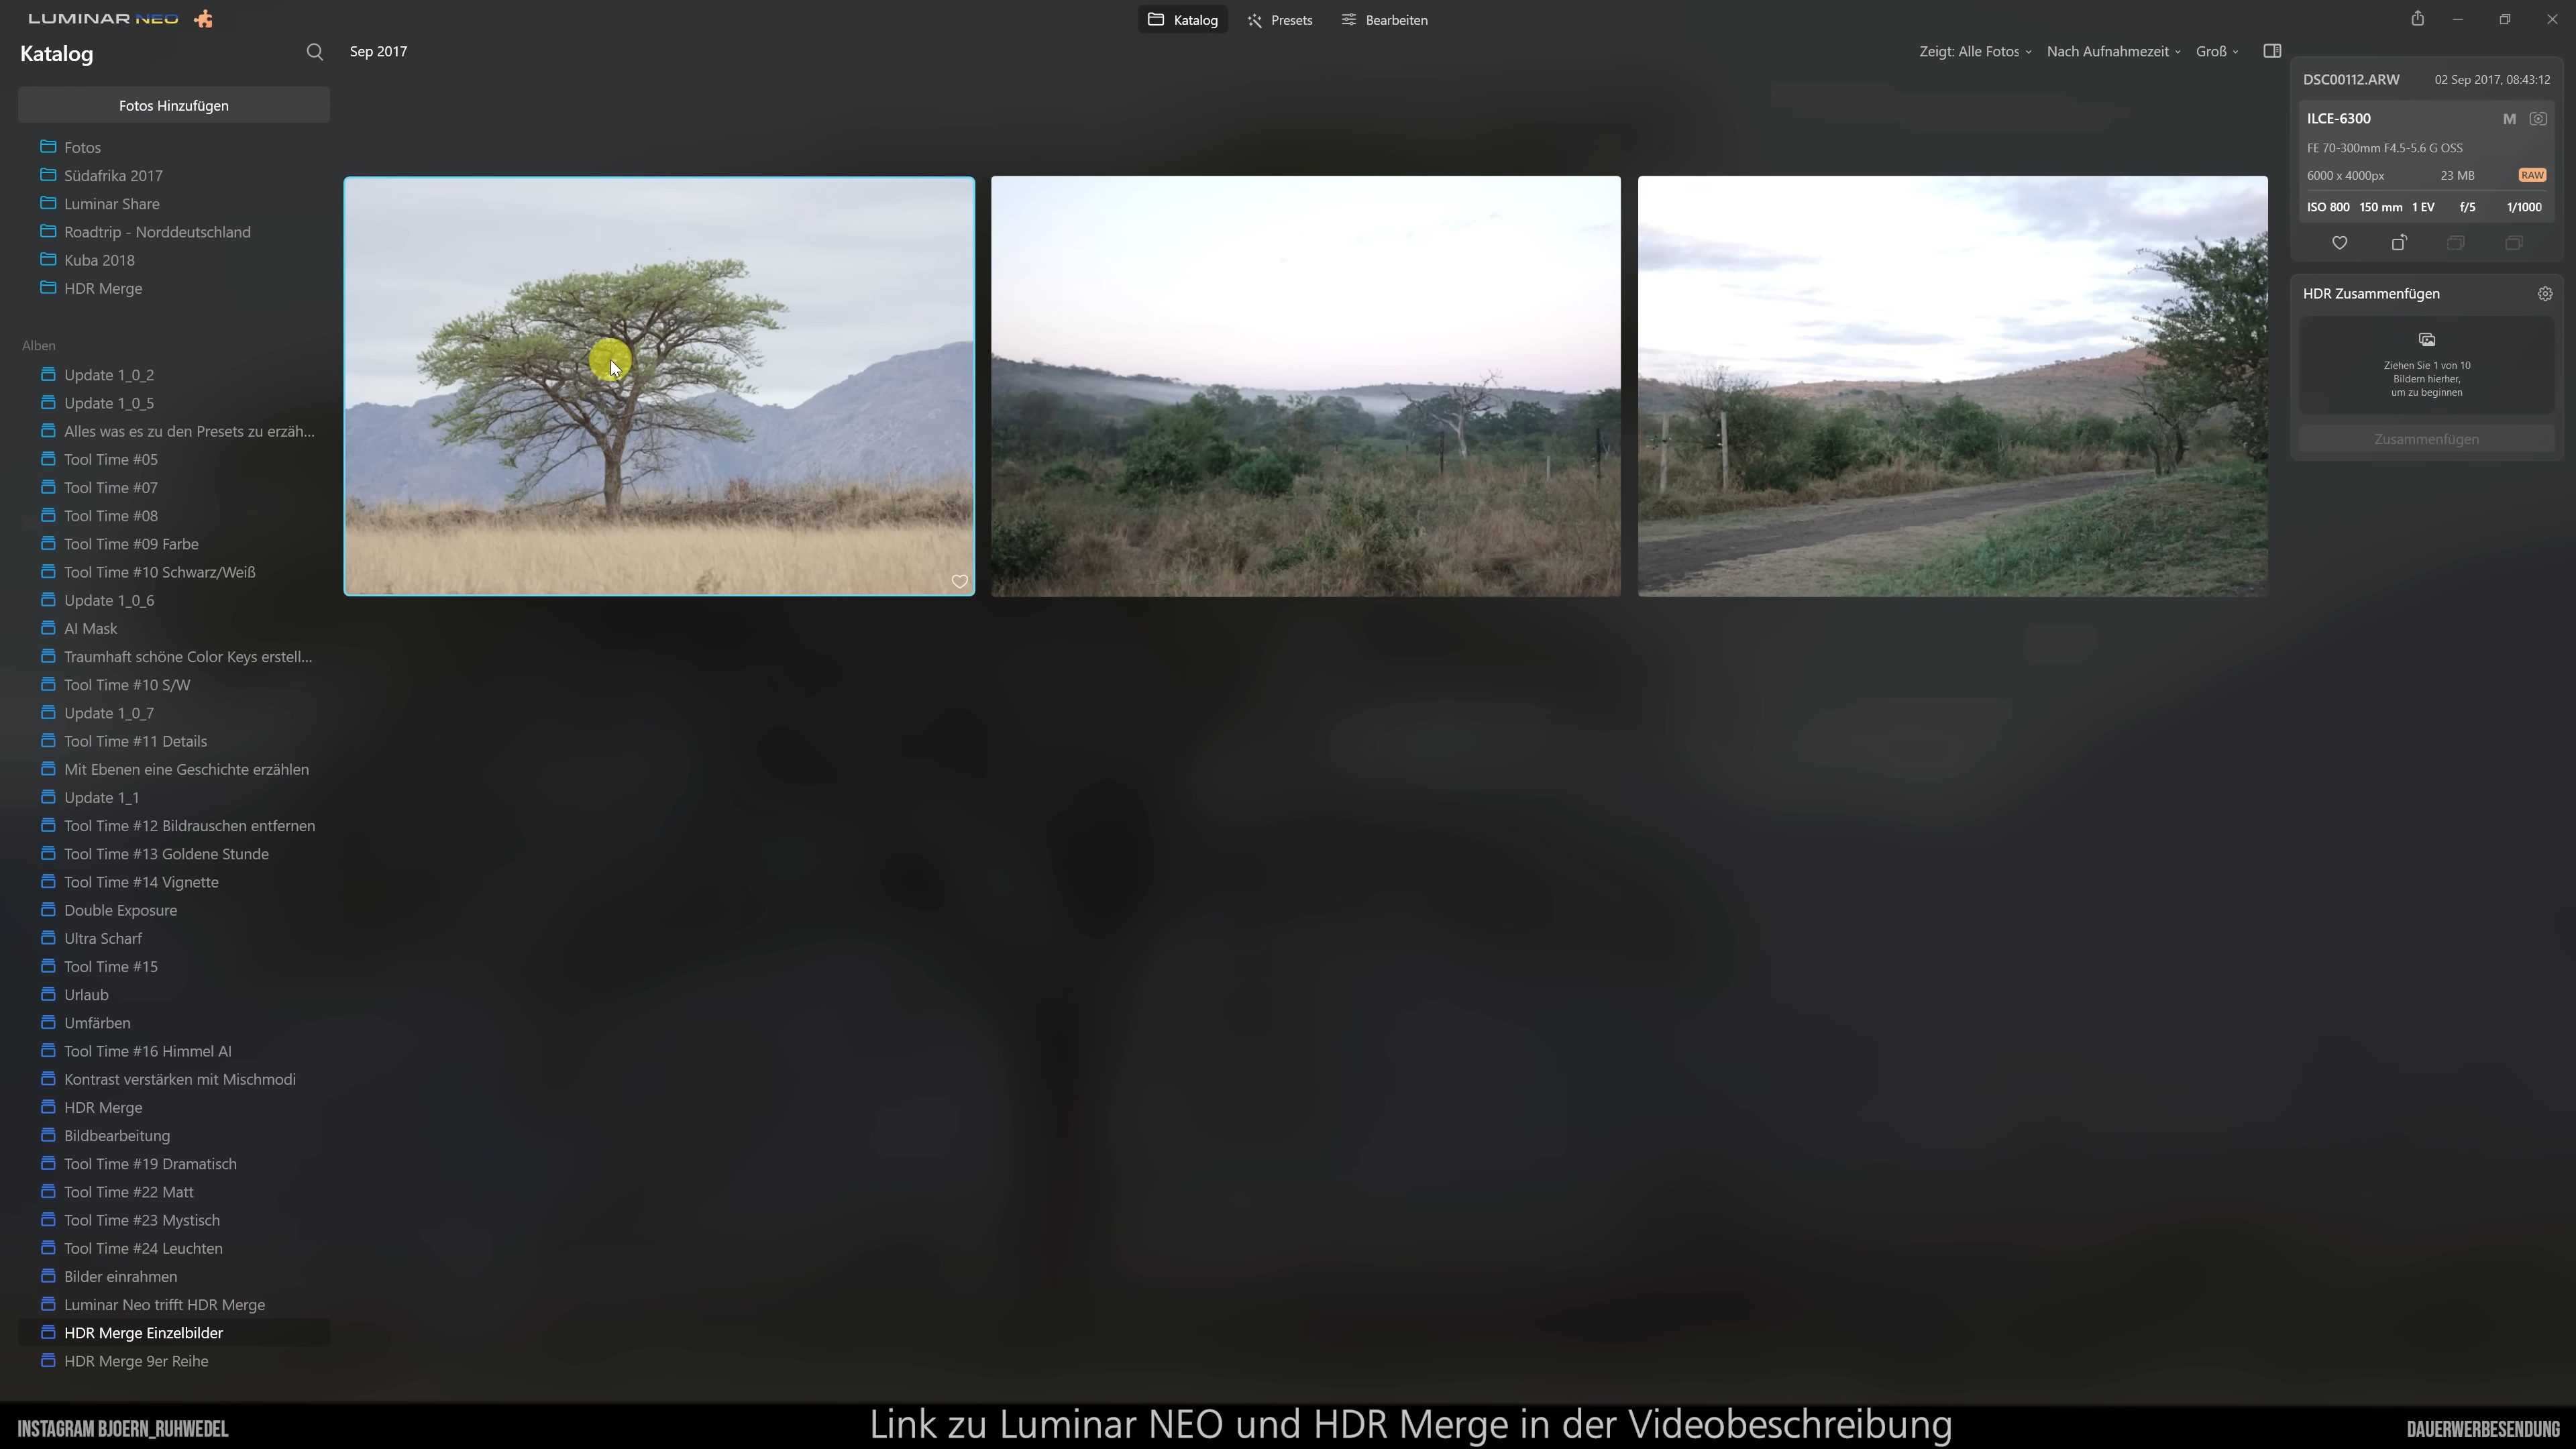 LUMINAR NEO
Katalog
Presets
Bearbeiten
Katalog
Sep 2017
Zeigt: Alle Fotos
Nach Aufnahmezeit
Groß
Fotos Hinzufügen
Fotos
Südafrika 2017
Luminar Share
Roadtrip - Norddeutschland
Kuba 2018
HDR Merge
Alben
Update 1_0_2
Update 1_0_5
Alles was es zu den Presets zu erzäh...
Tool Time #05
Tool Time #07
Tool Time #08
Tool Time #09 Farbe
Tool Time #10 Schwarz/Weiß
Update 1_0_6
AI Mask
Traumhaft schöne Color Keys erstell...
Tool Time #10 S/W
Update 1_0_7
Tool Time #11 Details
Mit Ebenen eine Geschichte erzählen
Update 1_1
Tool Time #12 Bildrauschen entfernen
Tool Time #13 Goldene Stunde
Tool Time #14 Vignette
Double Exposure
Ultra Scharf
Tool Time #15
Urlaub
Umfärben
Tool Time #16 Himmel AI
Kontrast verstärken mit Mischmodi
HDR Merge
Bildbearbeitung
Tool Time #19 Dramatisch
Tool Time #22 Matt
Tool Time #23 Mystisch
Tool Time #24 Leuchten
Bilder einrahmen
Luminar Neo trifft HDR Merge
HDR Merge Einzelbilder
HDR Merge 9er Reihe
DSC00112.ARW 02 Sep 2017, 08:43:12
ILCE-6300 M
FE 70-300mm F4.5-5.6 G OSS
6000 x 4000px 23 MB RAW
ISO 800 150 mm 1 EV f/5 1/1000
HDR Zusammenfügen
Ziehen Sie 1 von 10
Bildern hierher,
um zu beginnen
Zusammenfügen
INSTAGRAM BJOERN_RUHWEDEL
Link zu Luminar NEO und HDR Merge in der Videobeschreibung
DAUERWERBESENDUNG